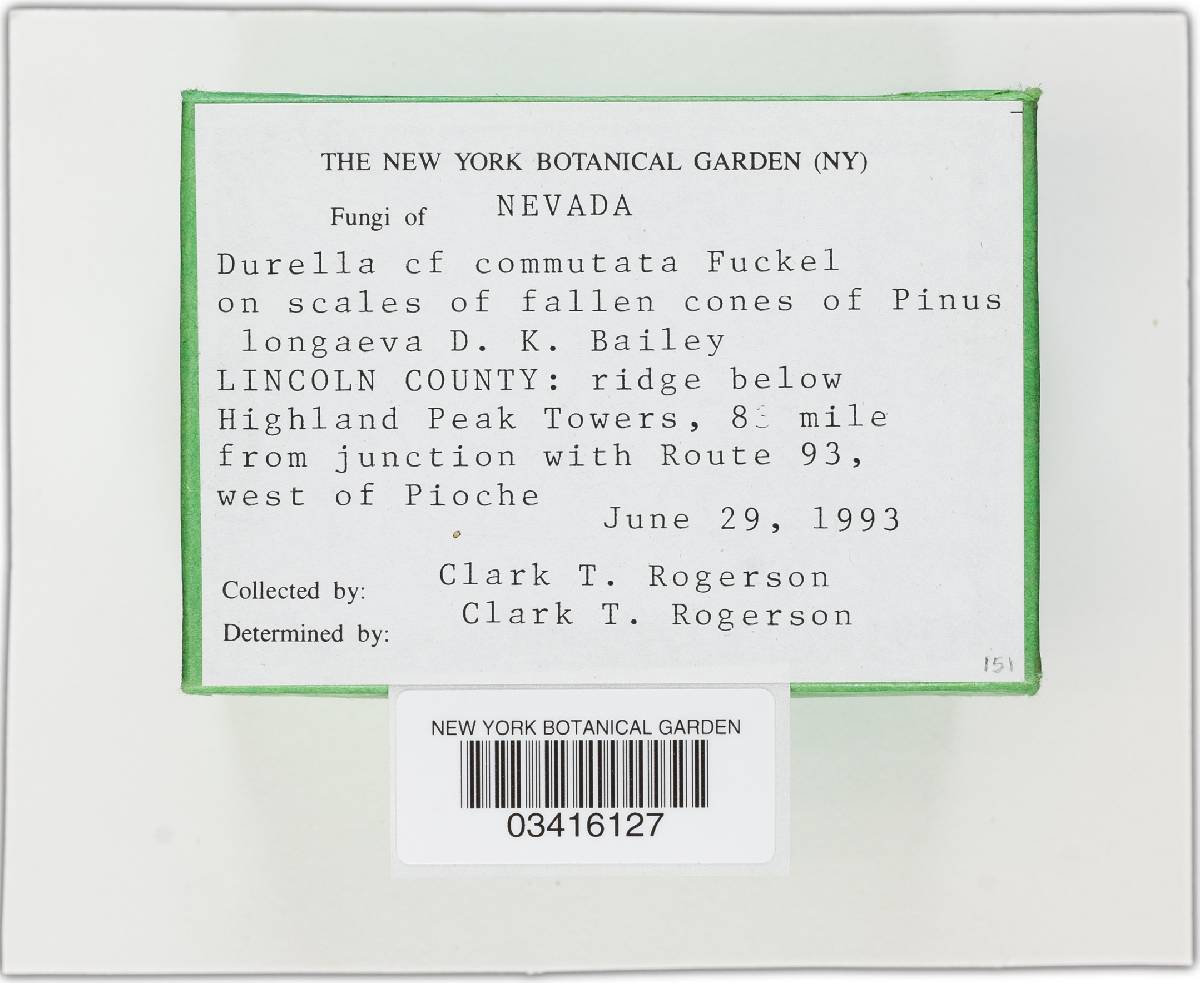 THE NEW YORK BOTANICAL GARDEN (NY)
Fungi of NEVADA
Durella cf commutata Fuckel
on scales of fallen cones of Pinus
longaeva D. K. Bailey
LINCOLN COUNTY: ridge below
Highland Peak Towers, mile
from junction with Route 93,
west of Pioche
June 29, 1993
Collected by: Clark T. Rogerson
Determined by: Clark T. Rogerson
151
NEW YORK BOTANICAL GARDEN
03416127